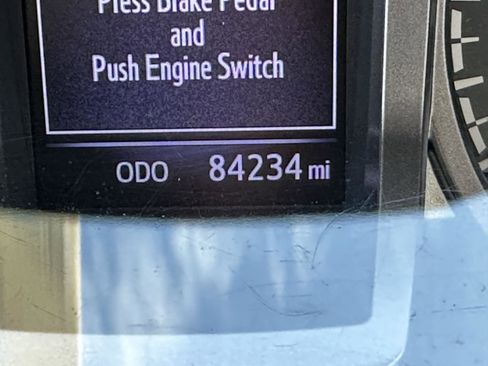 Press Brake Pedal
and
Push Engine Switch
ODO 84234 mi